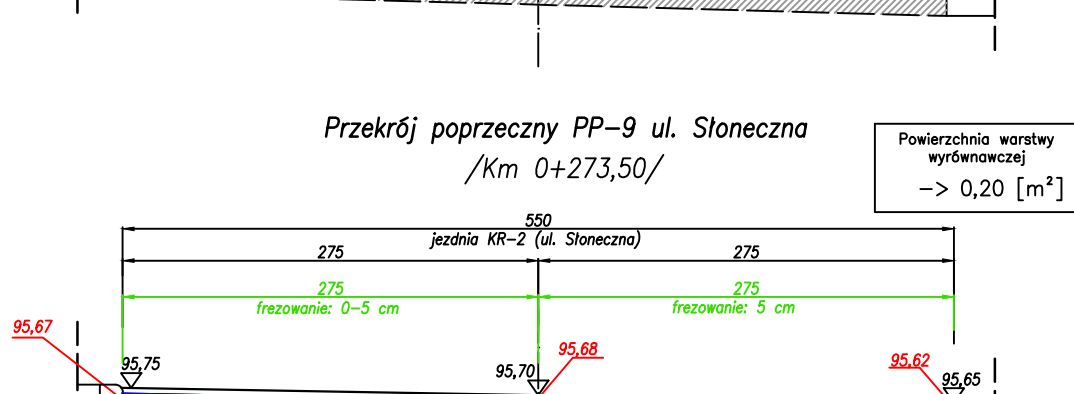 Przekrój poprzeczny PP-9 ul. Słoneczna
/Km 0+273,50/
Powierzchnia warstwy
wyrównawczej
-> 0,20 [m²]
550
jezdnia KR-2 (ul. Słoneczna)
275 275
275 275
frezowanie: 0-5 cm frezowanie: 5 cm
95,67 95,68 95,62
95,75 95,70 95,65